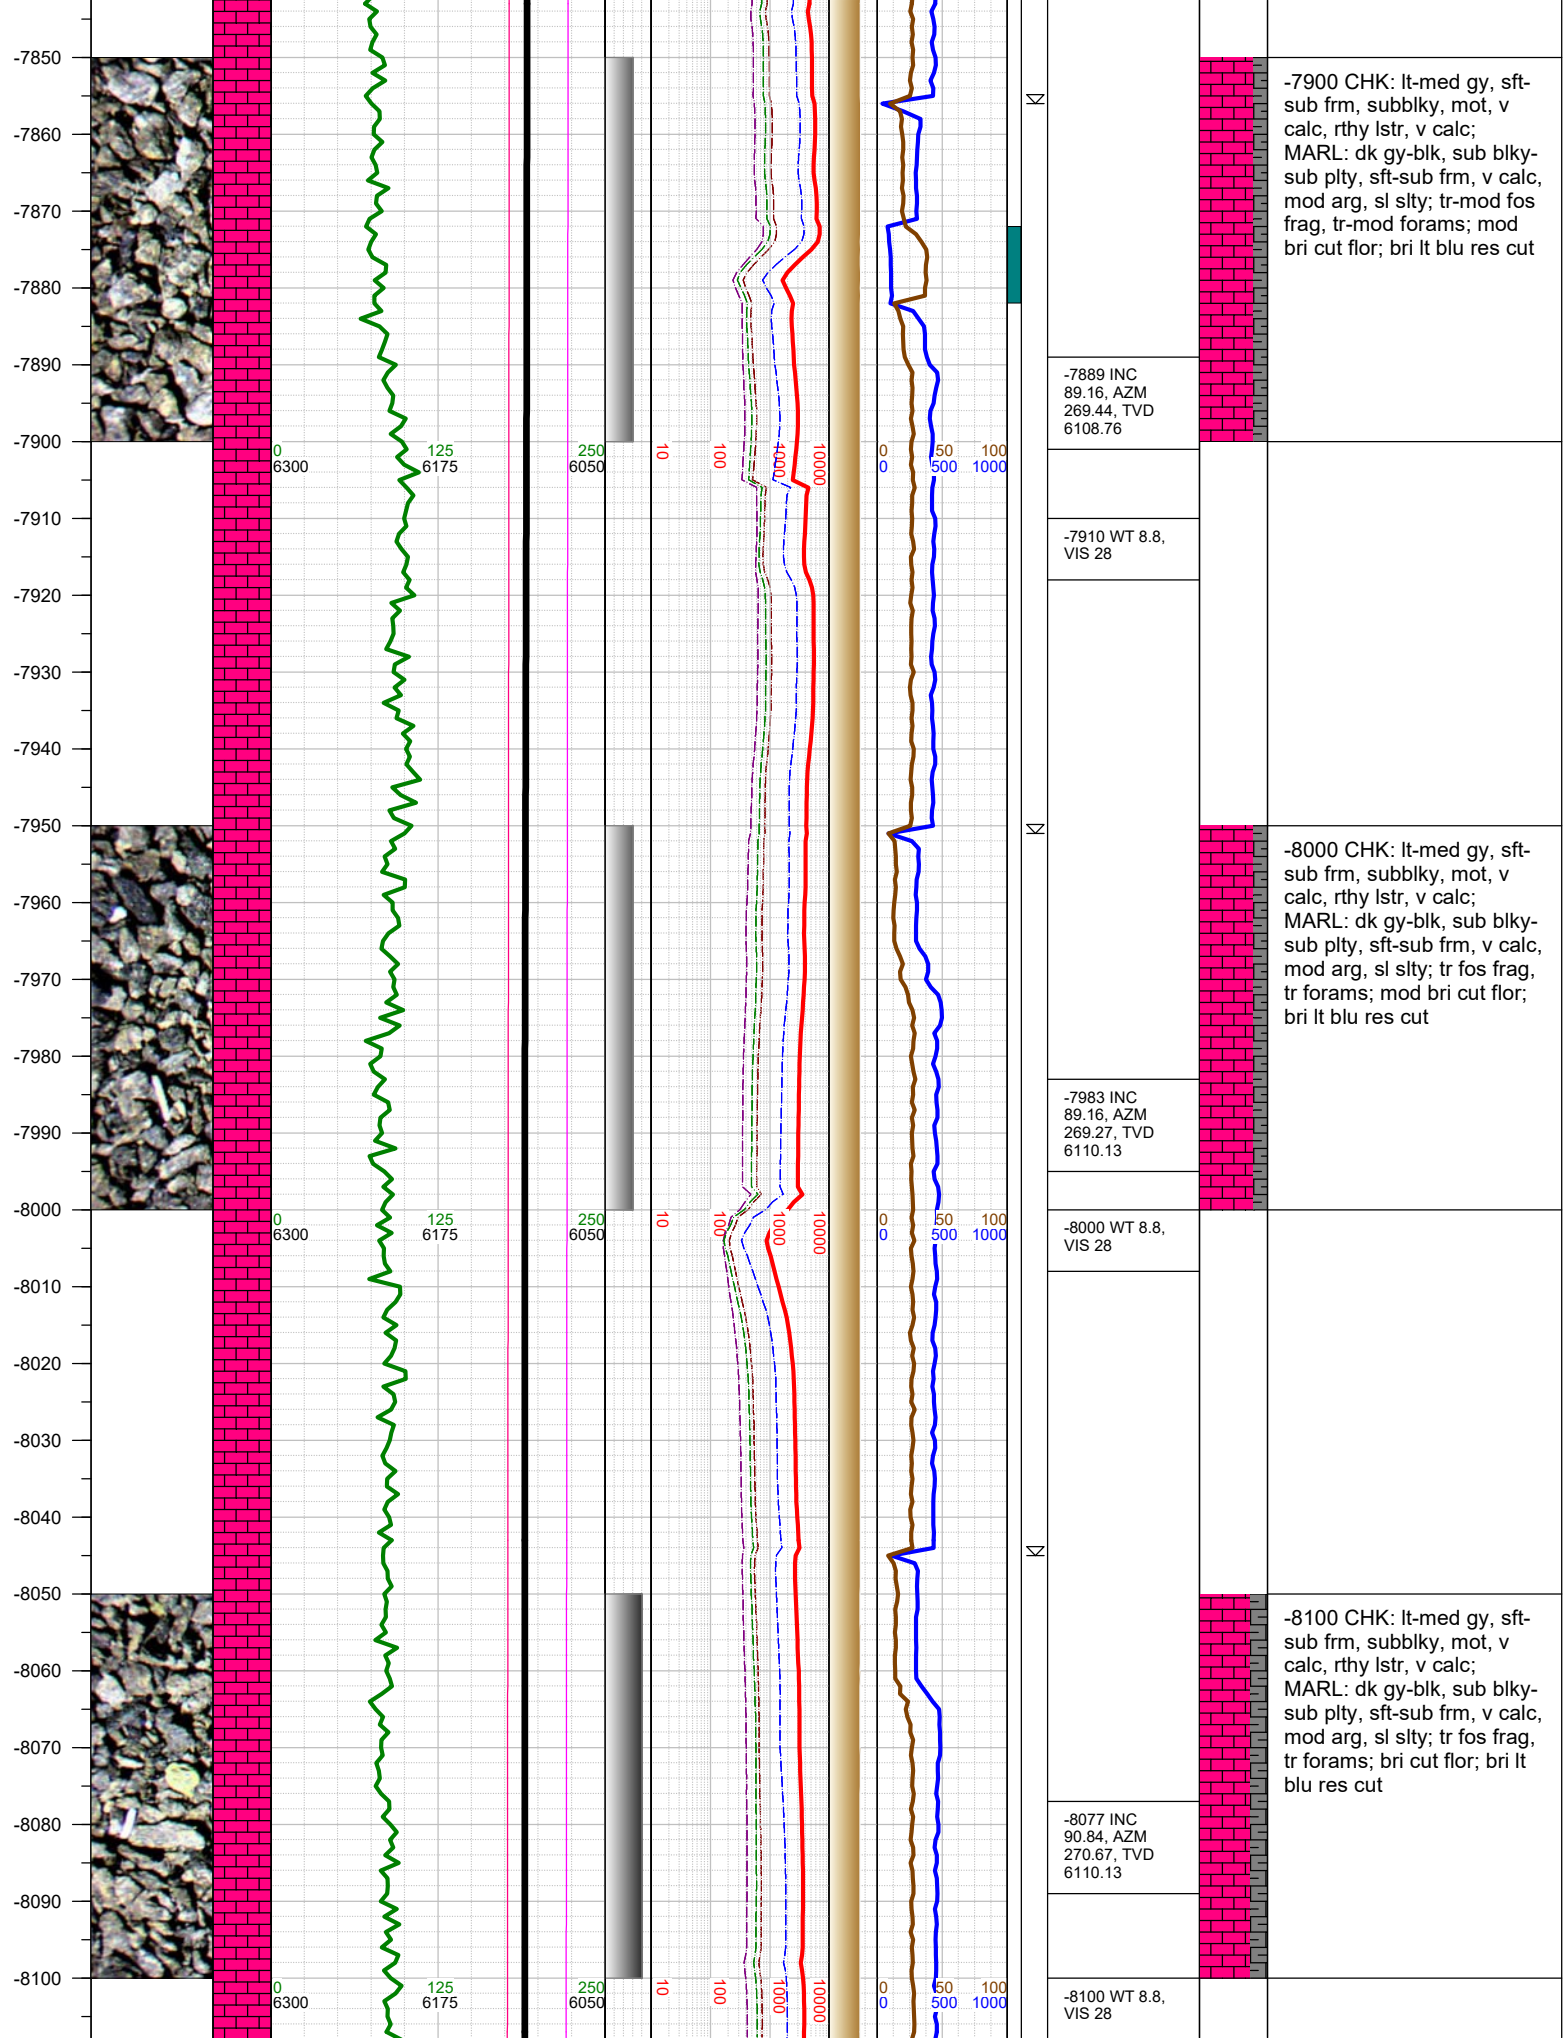 -7850
-7900 CHK: lt-med gy, sft-
sub frm, subblky, mot, v
calc, rthy lstr, v calc;
MARL: dk gy-blk, sub blky-
sub plty, sft-sub frm, v calc,
mod arg, sl slty; tr-mod fos
frag, tr-mod forams; mod
bri cut flor; bri lt blu res cut
-7860
-7870
-7880
-7890
-7889 INC
89.16, AZM
269.44, TVD
6108.76
-7900
0 125 250 10 100 1000 10000 0 50 100
6300 6175 6050 0 500 1000
-7910
-7910 WT 8.8,
VIS 28
-7920
-7930
-7940
-7950
-8000 CHK: lt-med gy, sft-
sub frm, subblky, mot, v
calc, rthy lstr, v calc;
MARL: dk gy-blk, sub blky-
sub plty, sft-sub frm, v calc,
mod arg, sl slty; tr fos frag,
tr forams; mod bri cut flor;
bri lt blu res cut
-7960
-7970
-7980
-7990
-7983 INC
89.16, AZM
269.27, TVD
6110.13
-8000
0 125 250 10 100 1000 10000 0 50 100
6300 6175 6050 0 500 1000
-8000 WT 8.8,
VIS 28
-8010
-8020
-8030
-8040
-8050
-8100 CHK: lt-med gy, sft-
sub frm, subblky, mot, v
calc, rthy lstr, v calc;
MARL: dk gy-blk, sub blky-
sub plty, sft-sub frm, v calc,
mod arg, sl slty; tr fos frag,
tr forams; bri cut flor; bri lt
blu res cut
-8060
-8070
-8080
-8077 INC
90.84, AZM
270.67, TVD
6110.13
-8090
-8100
0 125 250 10 100 1000 10000 0 50 100
6300 6175 6050 0 500 1000
-8100 WT 8.8,
VIS 28